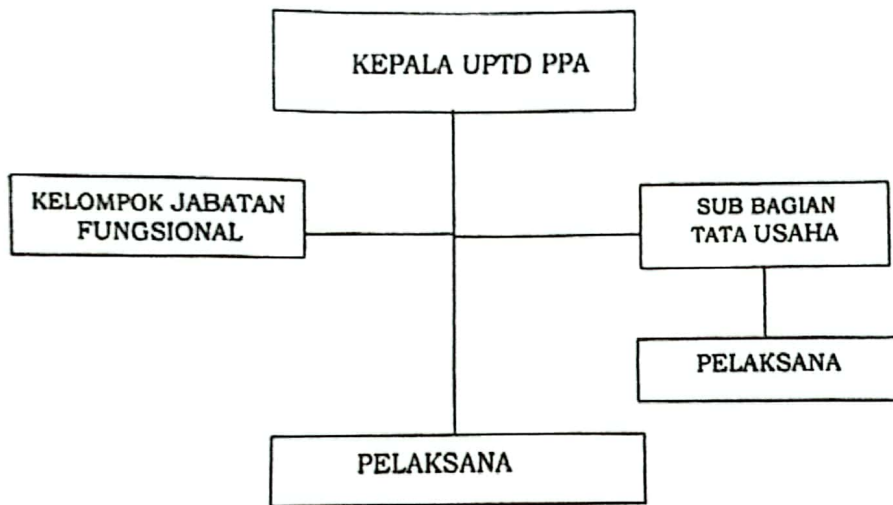 KEPALA UPTD PPA
KELOMPOK JABATAN
FUNGSIONAL
SUB BAGIAN
TATA USAHA
PELAKSANA
PELAKSANA